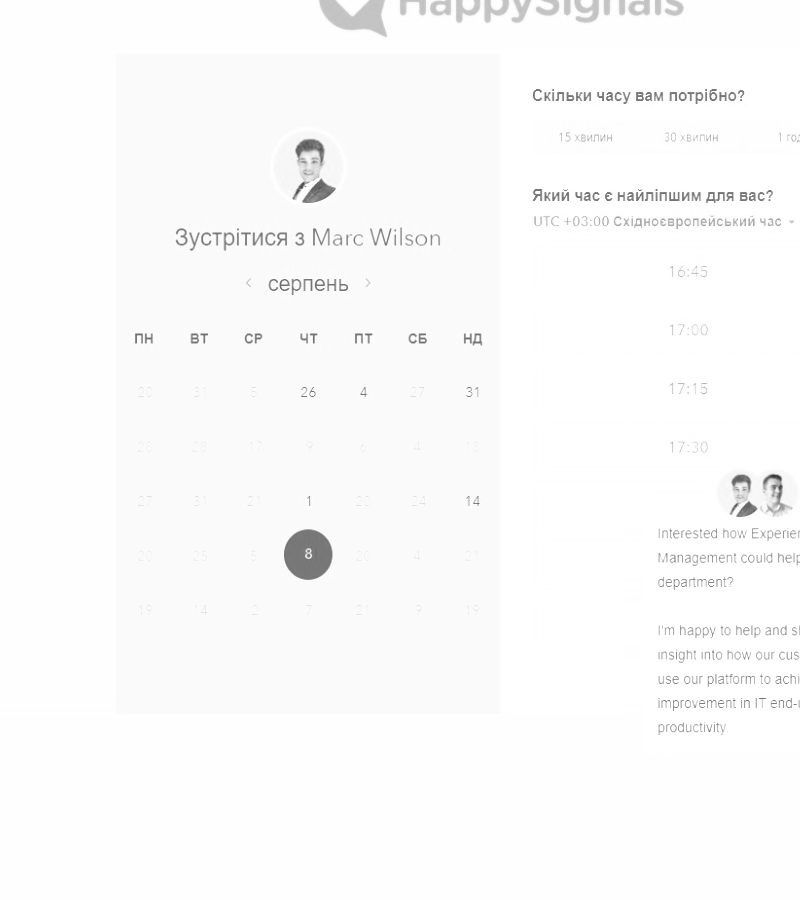 HappySignals
Зустрітися з Marc Wilson
серпень
ПН ВТ СР ЧТ ПТ СБ НД
20 31 5 26 4 27 31
28 28 17 9 6 4 15
27 31 21 1 20 24 14
20 25 5 8 20 4 21
19 14 2 7 21 9 19
Скільки часу вам потрібно?
15 хвилин 30 хвилин 1 год
Який час є найліпшим для вас?
UTC +03:00 Східноєвропейський час
16:45
17:00
17:15
17:30
Interested how Experien
Management could help
department?
I'm happy to help and sh
insight into how our cus
use our platform to achi
improvement in IT end-u
productivity